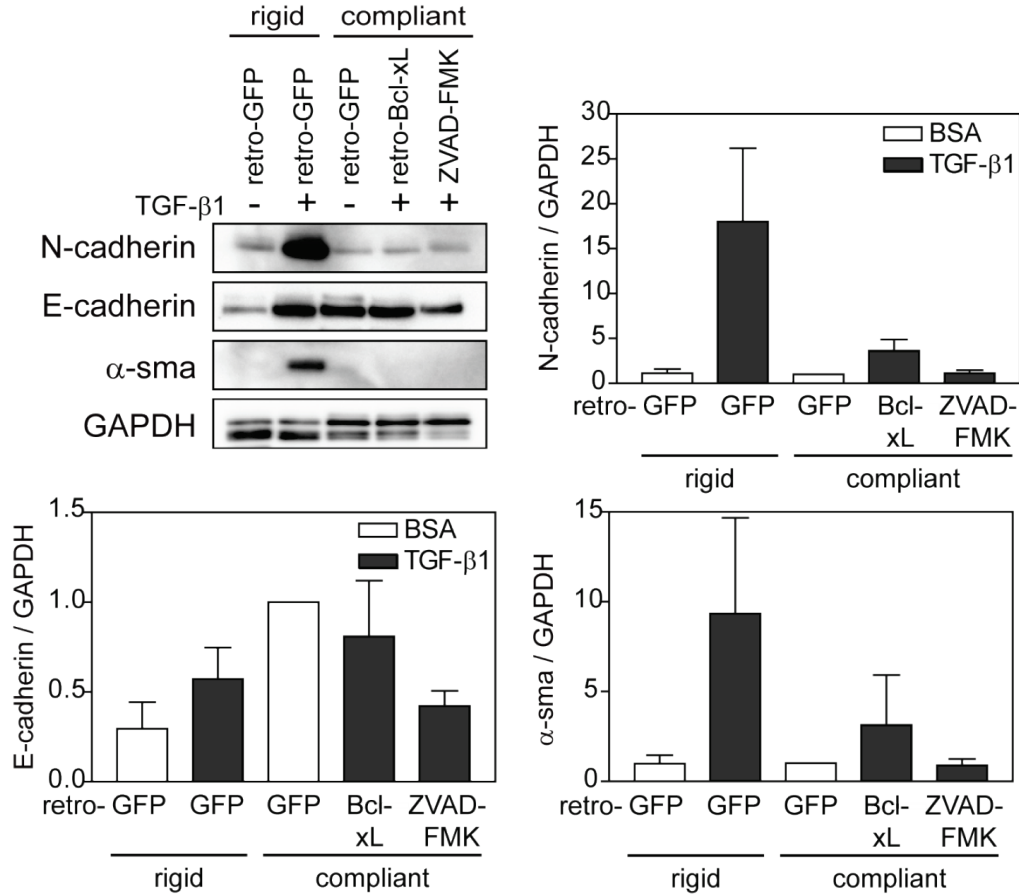 rigid compliant
retro-GFP
retro-GFP
retro-GFP
retro-Bcl-xL
ZVAD-FMK
TGF-β1 - + - + +
N-cadherin
E-cadherin
α-sma
GAPDH
N-cadherin / GAPDH
30
25
20
15
10
5
0
BSA
TGF-β1
retro- GFP GFP GFP Bcl- ZVAD-
xL FMK
rigid compliant
E-cadherin / GAPDH
1.5
1.0
0.5
0.0
BSA
TGF-β1
retro- GFP GFP GFP Bcl- ZVAD-
xL FMK
rigid compliant
α-sma / GAPDH
15
10
5
0
retro- GFP GFP GFP Bcl- ZVAD-
xL FMK
rigid compliant